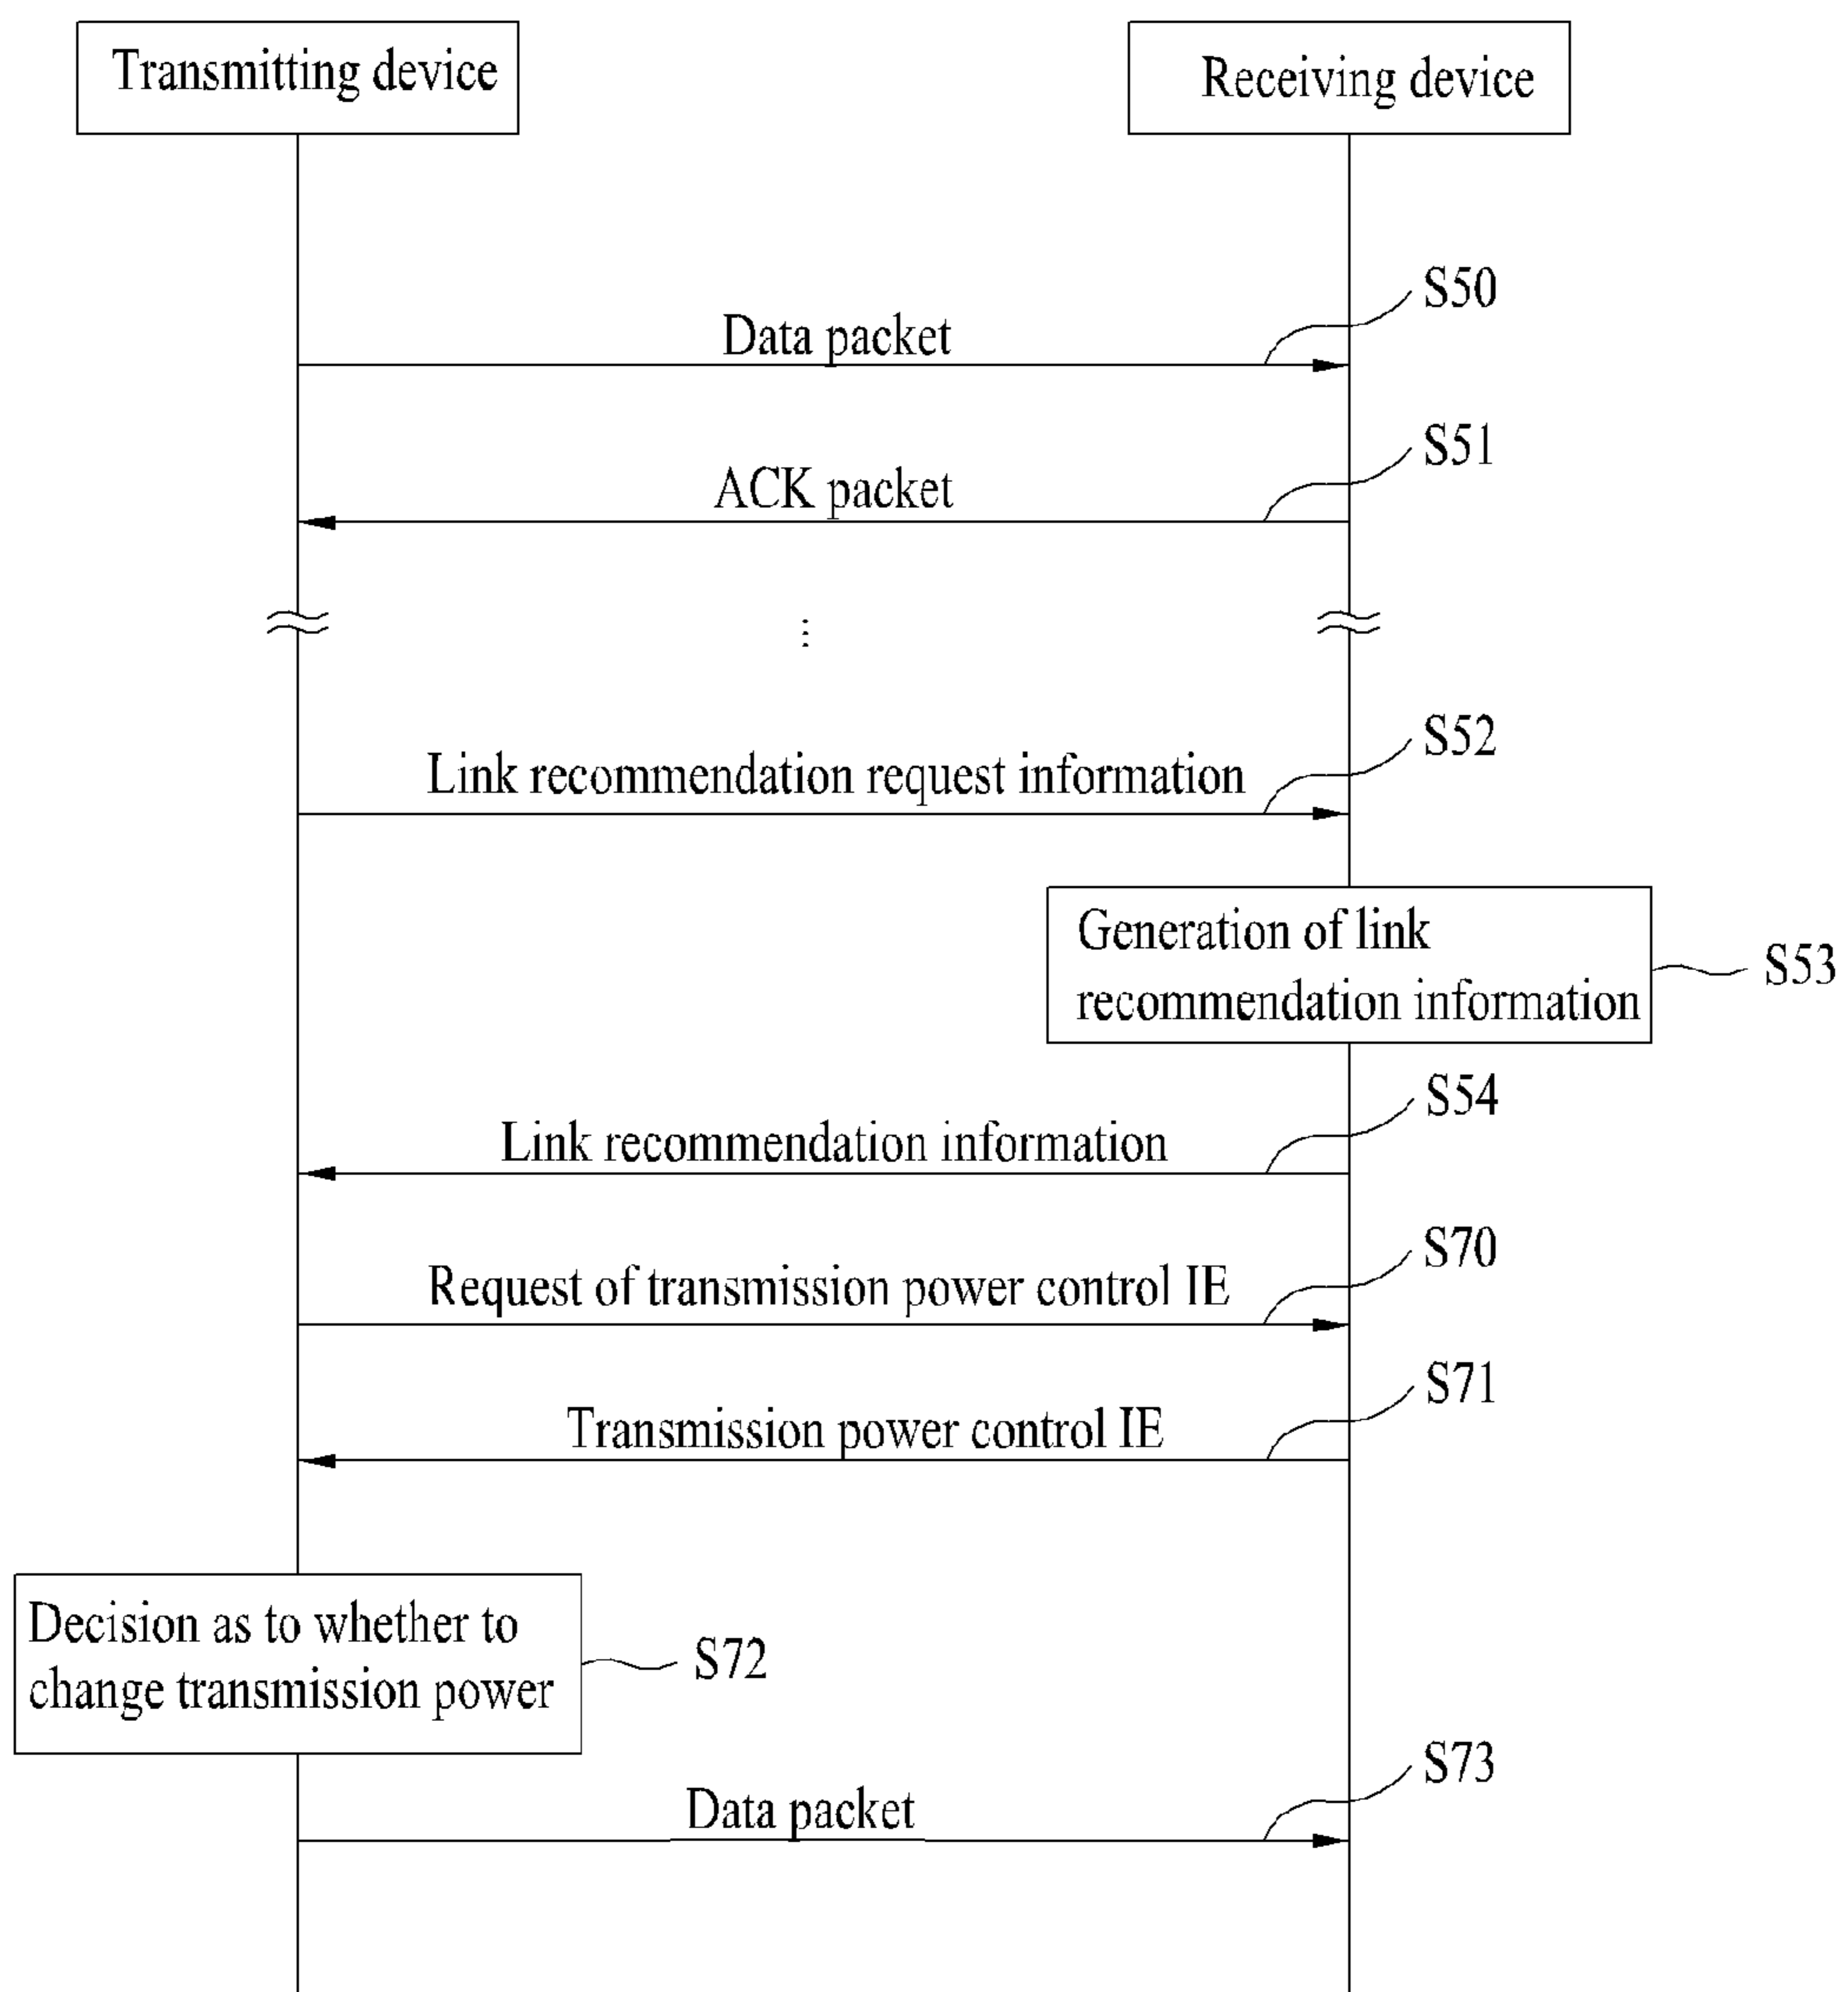 Transmitting device
Receiving device
S50
Data packet
S51
ACK packet
S52
Link recommendation request information
Generation of link
recommendation information
S53
S54
Link recommendation information
S70
Request of transmission power control IE
S71
Transmission power control IE
Decision as to whether to
change transmission power
S72
S73
Data packet